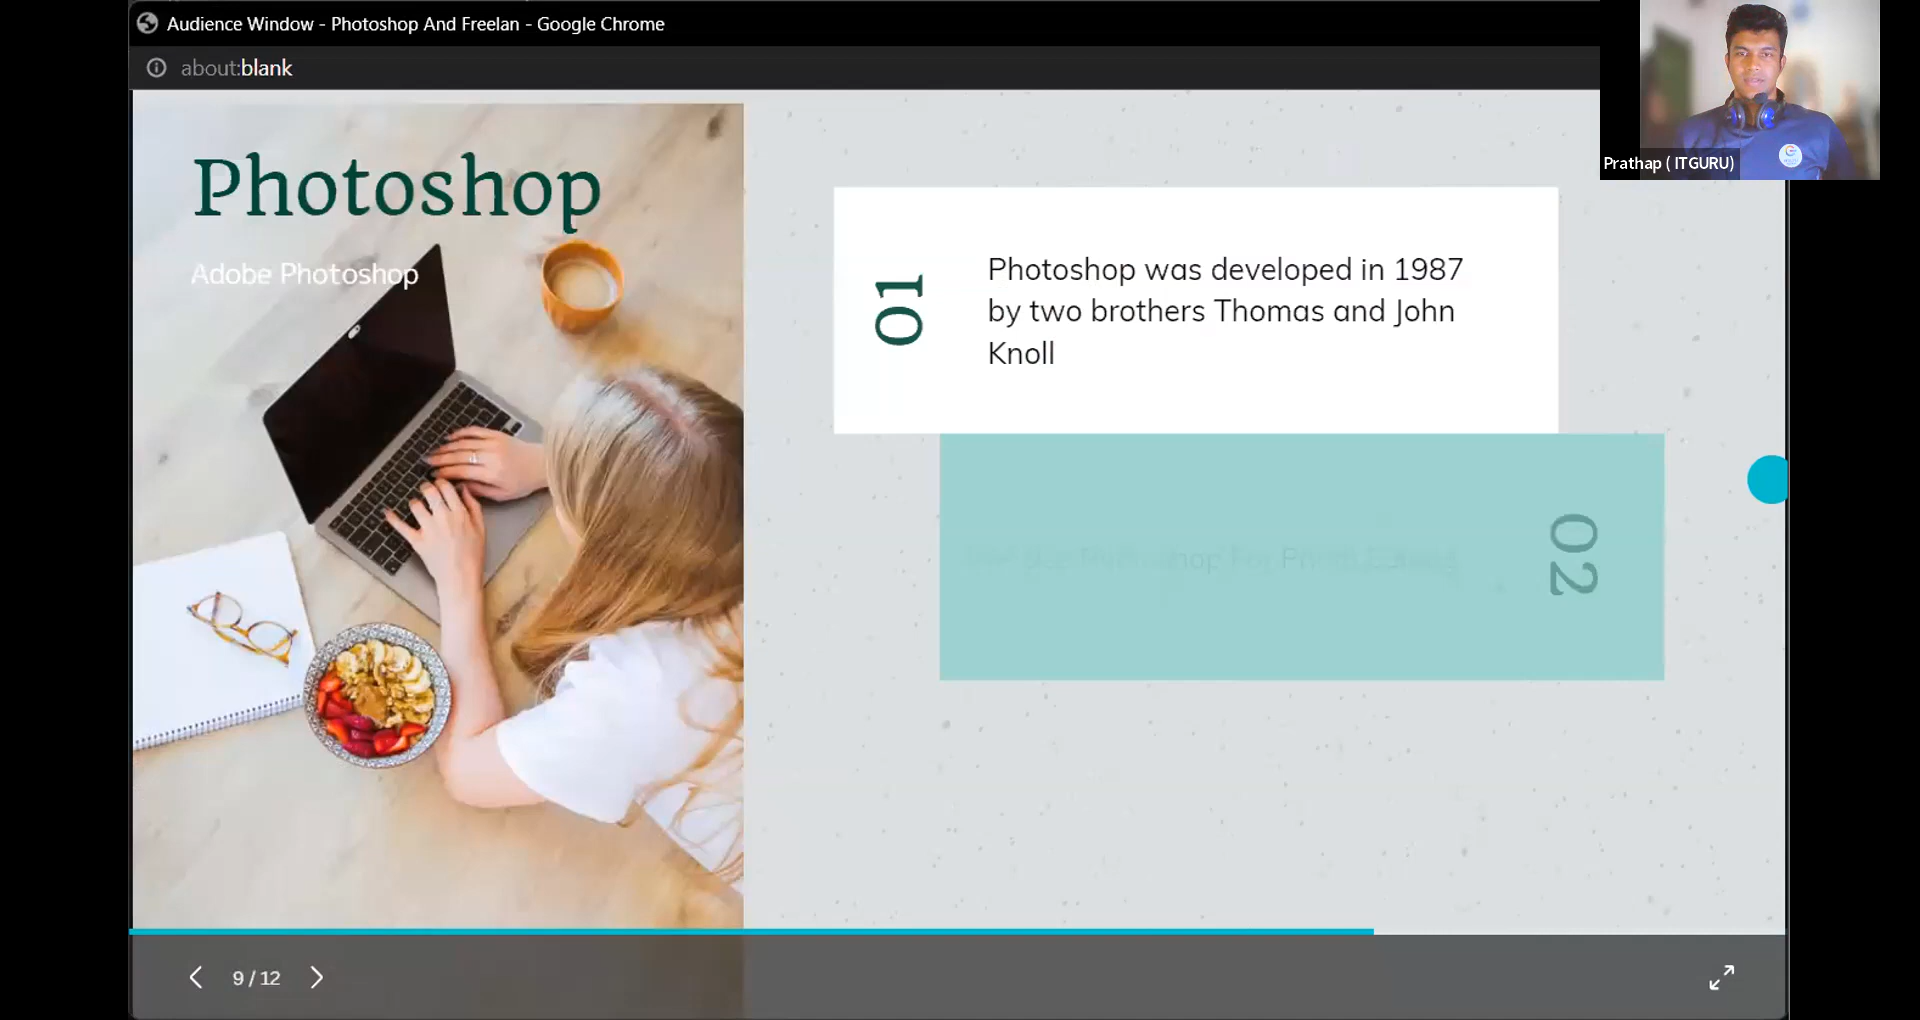 Audience Window - Photoshop And Freelan - Google Chrome
about:blank
Prathap ( ITGURU)
Photoshop
Adobe Photoshop
01
Photoshop was developed in 1987
by two brothers Thomas and John
Knoll
02
9 / 12